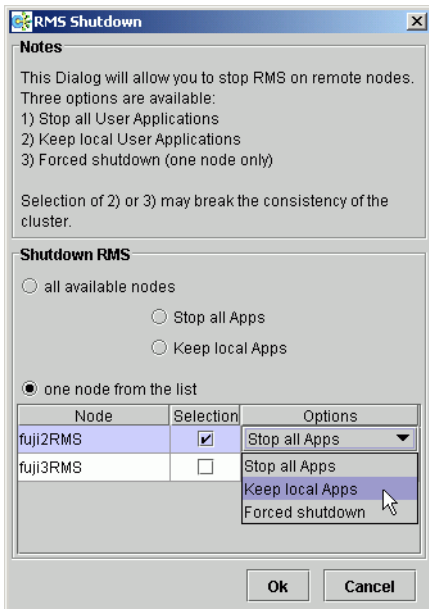 RMS Shutdown
Notes
This Dialog will allow you to stop RMS on remote nodes.
Three options are available:
1) Stop all User Applications
2) Keep local User Applications
3) Forced shutdown (one node only)
Selection of 2) or 3) may break the consistency of the
cluster.
Shutdown RMS
all available nodes
Stop all Apps
Keep local Apps
one node from the list
Node Selection Options
fuji2RMS Stop all Apps
fuji3RMS Stop all Apps
Keep local Apps
Forced shutdown
Ok Cancel